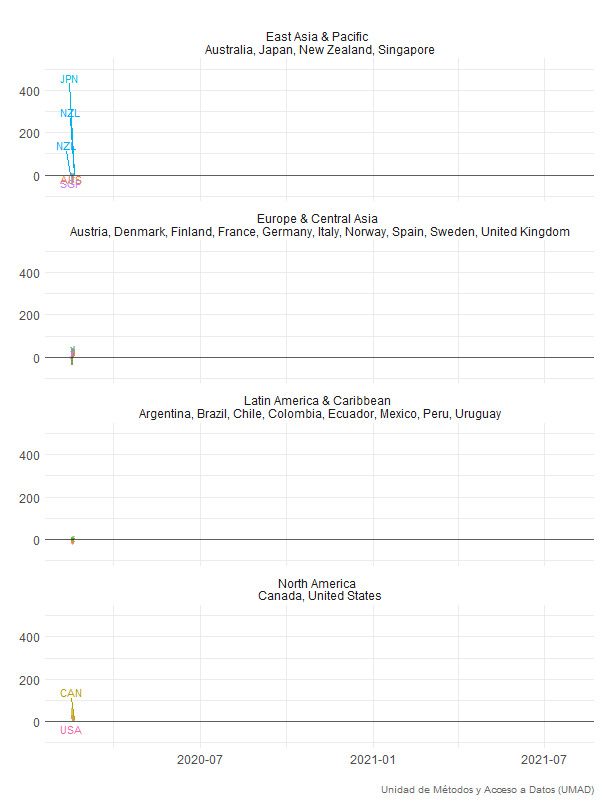 East Asia & Pacific
Australia, Japan, New Zealand, Singapore
JPN
400
NZL
200
NZL
0
AUS
SGP
Europe & Central Asia
Austria, Denmark, Finland, France, Germany, Italy, Norway, Spain, Sweden, United Kingdom
400
200
0
Latin America & Caribbean
Argentina, Brazil, Chile, Colombia, Ecuador, Mexico, Peru, Uruguay
400
200
0
North America
Canada, United States
400
200
CAN
0
USA
2020-07
2021-01
2021-07
Unidad de Métodos y Acceso a Datos (UMAD)